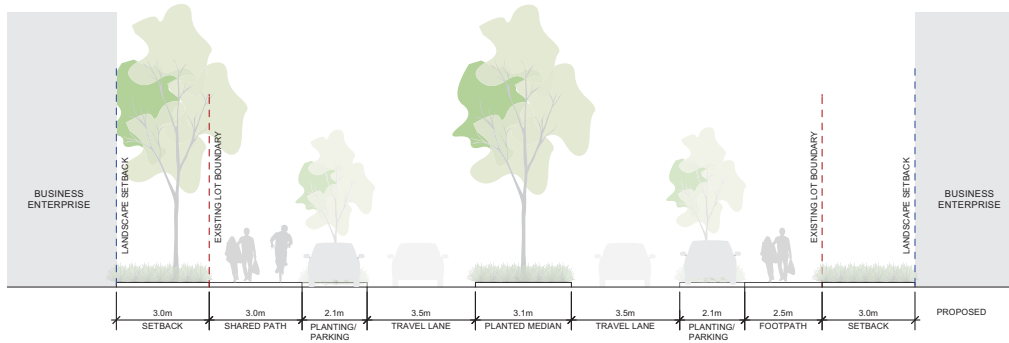 BUSINESS
ENTERPRISE
LANDSCAPE SETBACK
EXISTING LOT BOUNDARY
EXISTING LOT BOUNDARY
LANDSCAPE SETBACK
BUSINESS
ENTERPRISE
3.0m
SETBACK
3.0m
SHARED PATH
2.1m
PLANTING/
PARKING
3.5m
TRAVEL LANE
3.1m
PLANTED MEDIAN
3.5m
TRAVEL LANE
2.1m
PLANTING/
PARKING
2.5m
FOOTPATH
3.0m
SETBACK
PROPOSED